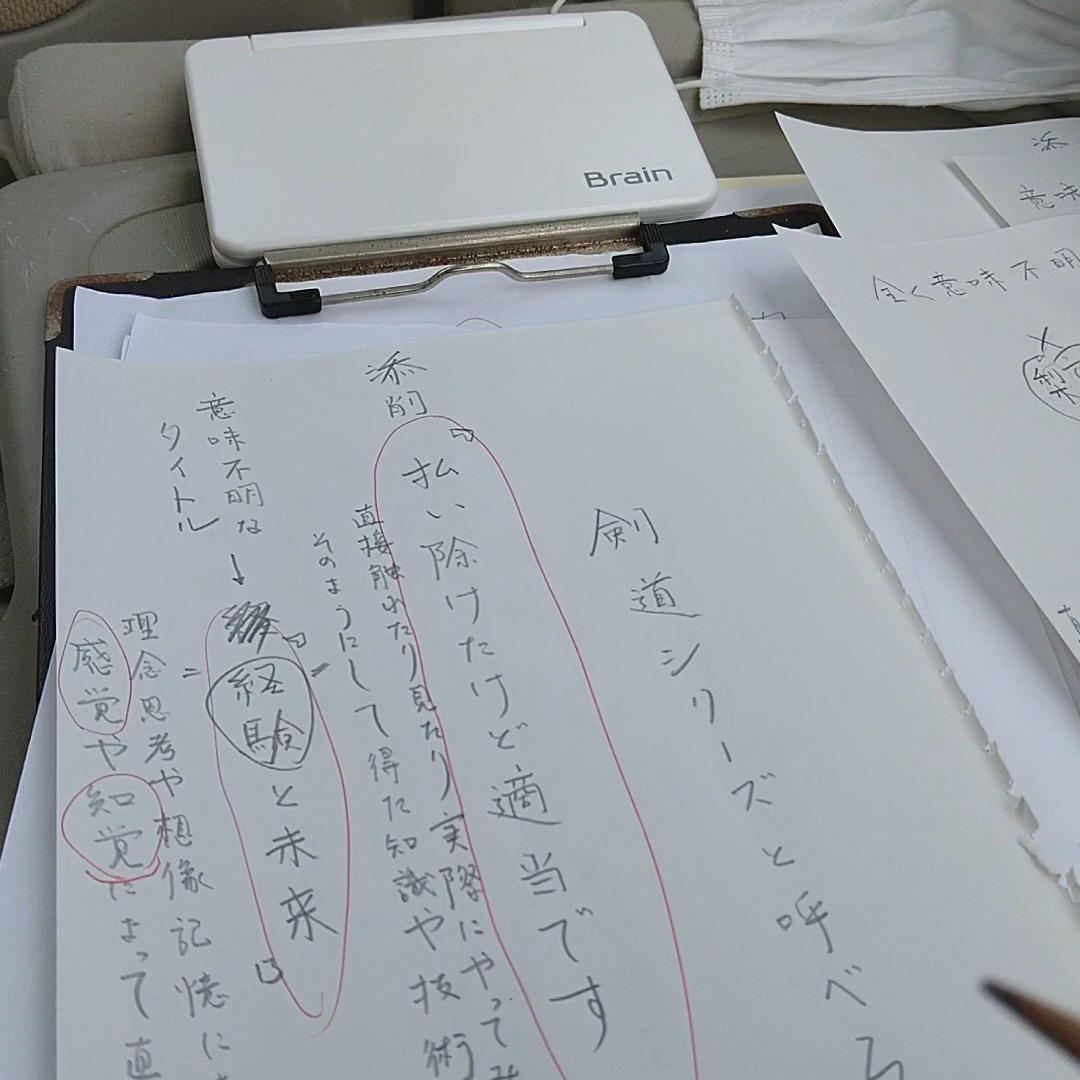 Brain
添
意味
全く意味不明
剣道シリーズと呼べる
添削
『払い除けたけど適当です
直接触れたり見たり実際にやってみ
そのようにして得た知識や技術
意味不明な→
タイトル
『経験と未来』
=
=
理念思考や想像記憶に
感覚や知覚によって直